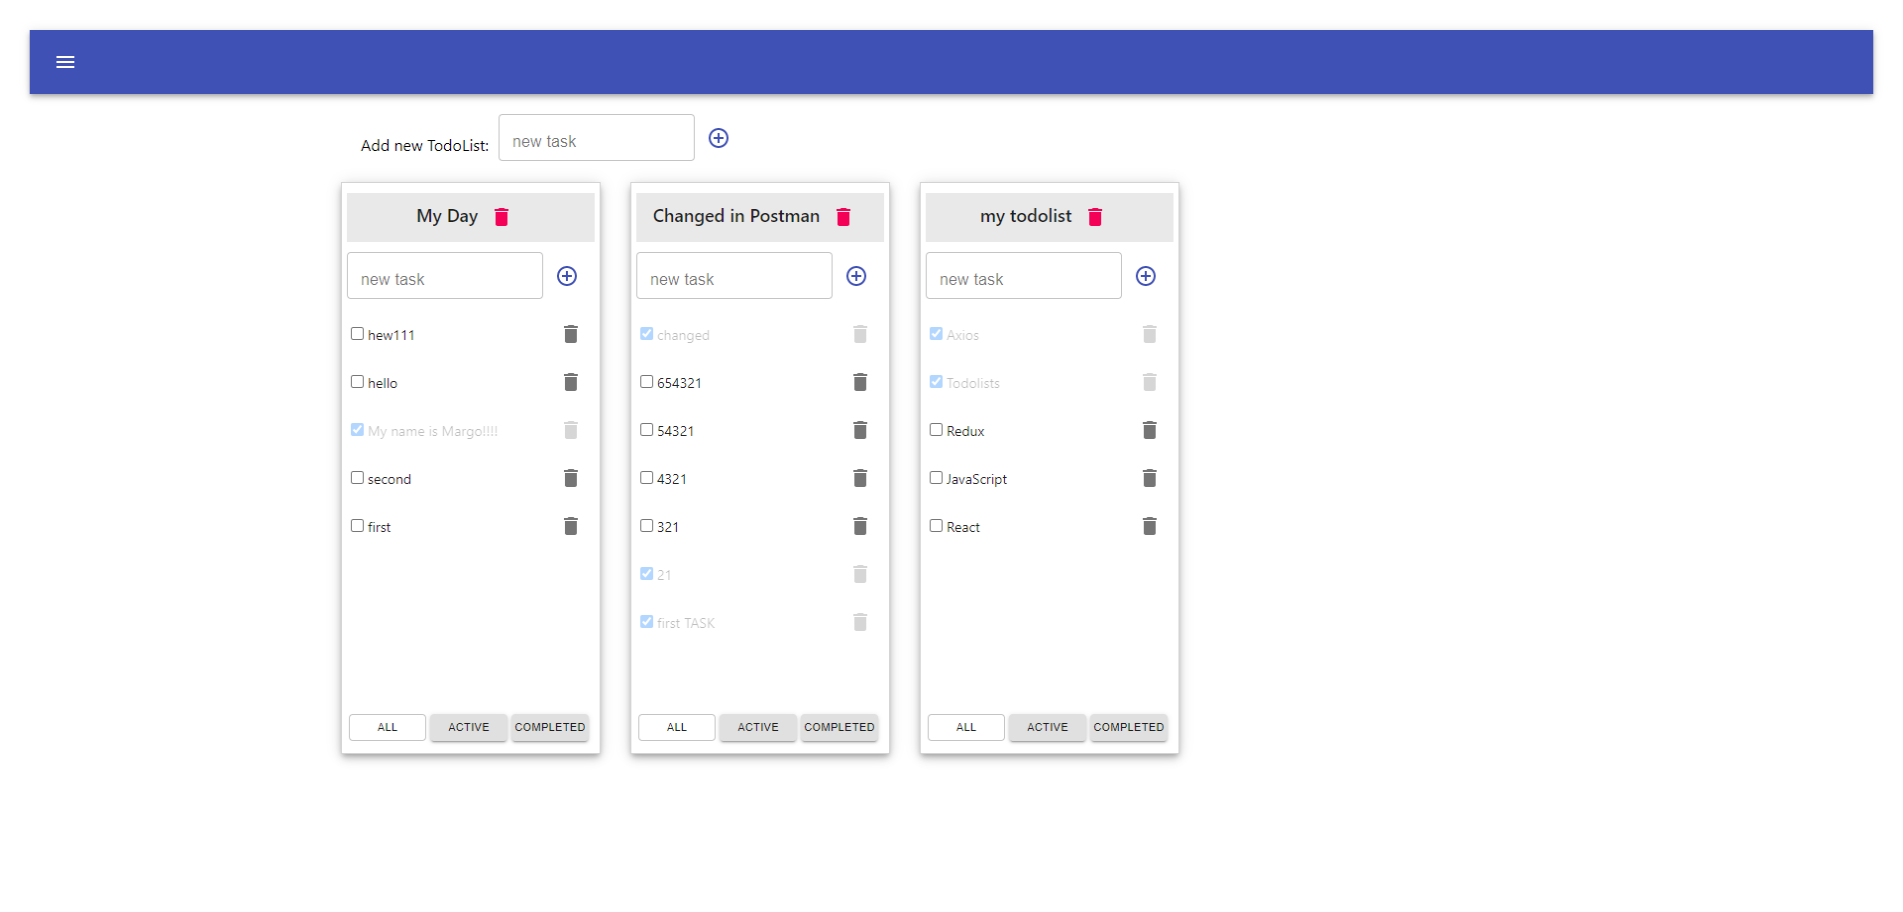 Add new TodoList: new task
My Day
new task
hew111
hello
My name is Margo!!!!
second
first
ALL ACTIVE COMPLETED
Changed in Postman
new task
changed
654321
54321
4321
321
21
first TASK
ALL ACTIVE COMPLETED
my todolist
new task
Axios
Todolists
Redux
JavaScript
React
ALL ACTIVE COMPLETED